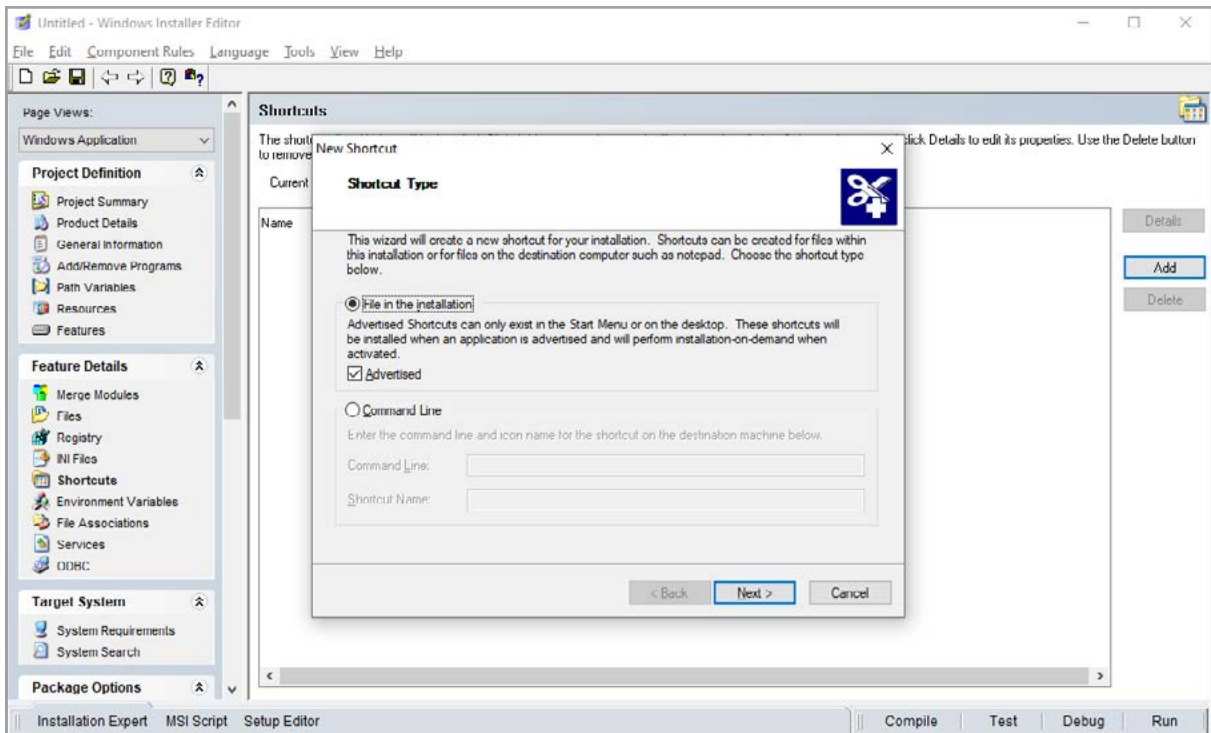 Untitled - Windows Installer Editor
File Edit Component Rules Language Tools View Help
Page Views:
Windows Application
Project Definition
Project Summary
Product Details
General Information
Add/Remove Programs
Path Variables
Resources
Features
Feature Details
Merge Modules
Files
Registry
INI Files
Shortcuts
Environment Variables
File Associations
Services
ODBC
Target System
System Requirements
System Search
Package Options
Shortcuts
The
click Details to edit its properties. Use the Delete button
to remove
Current
Name
Details
Add
Delete
New Shortcut
Shortcut Type
This wizard will create a new shortcut for your installation. Shortcuts can be created for files within
this installation or for files on the destination computer such as notepad. Choose the shortcut type
below.
File in the installation
Advertised Shortcuts can only exist in the Start Menu or on the desktop. These shortcuts will
be installed when an application is advertised and will perform installation-on-demand when
activated.
Advertised
Command Line
Enter the command line and icon name for the shortcut on the destination machine below.
Command Line:
Shortcut Name:
< Back Next > Cancel
Installation Expert MSI Script Setup Editor Compile Test Debug Run